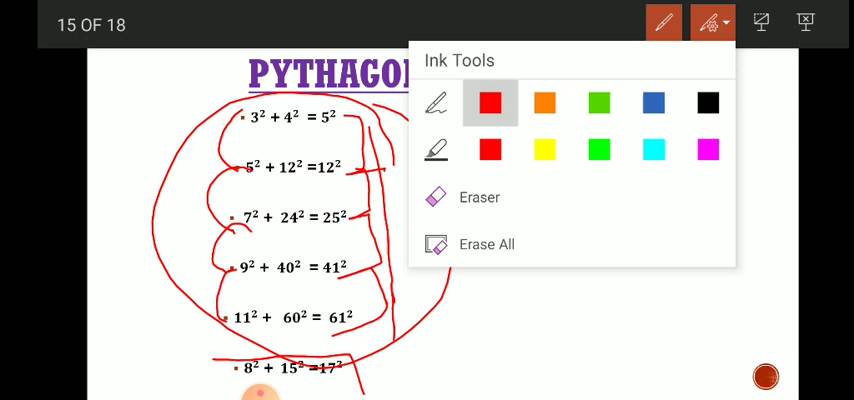 15 OF 18
PYTHAGO
Ink Tools
Eraser
Erase All
▪ 3² + 4² = 5²
5² + 12² =12²
▪ 7² + 24² = 25²
▪ 9² + 40² = 41²
▪ 11² + 60² = 61²
▪ 8² + 15² =17²